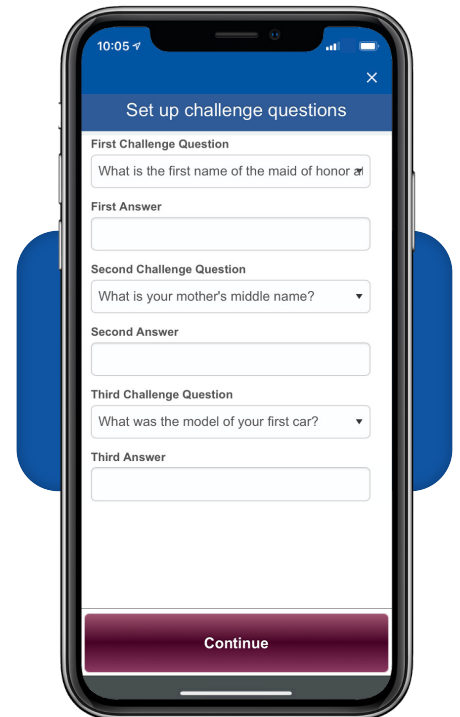 10:05
×
Set up challenge questions
First Challenge Question
What is the first name of the maid of honor
First Answer
Second Challenge Question
What is your mother's middle name?
Second Answer
Third Challenge Question
What was the model of your first car?
Third Answer
Continue